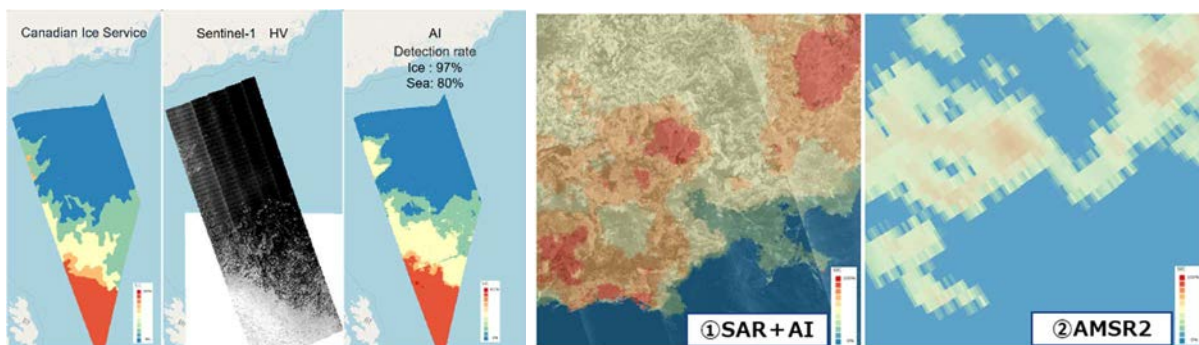 Canadian Ice Service
Sentinel-1 HV
AI
Detection rate
Ice : 97%
Sea: 80%
①SAR+AI
②AMSR2